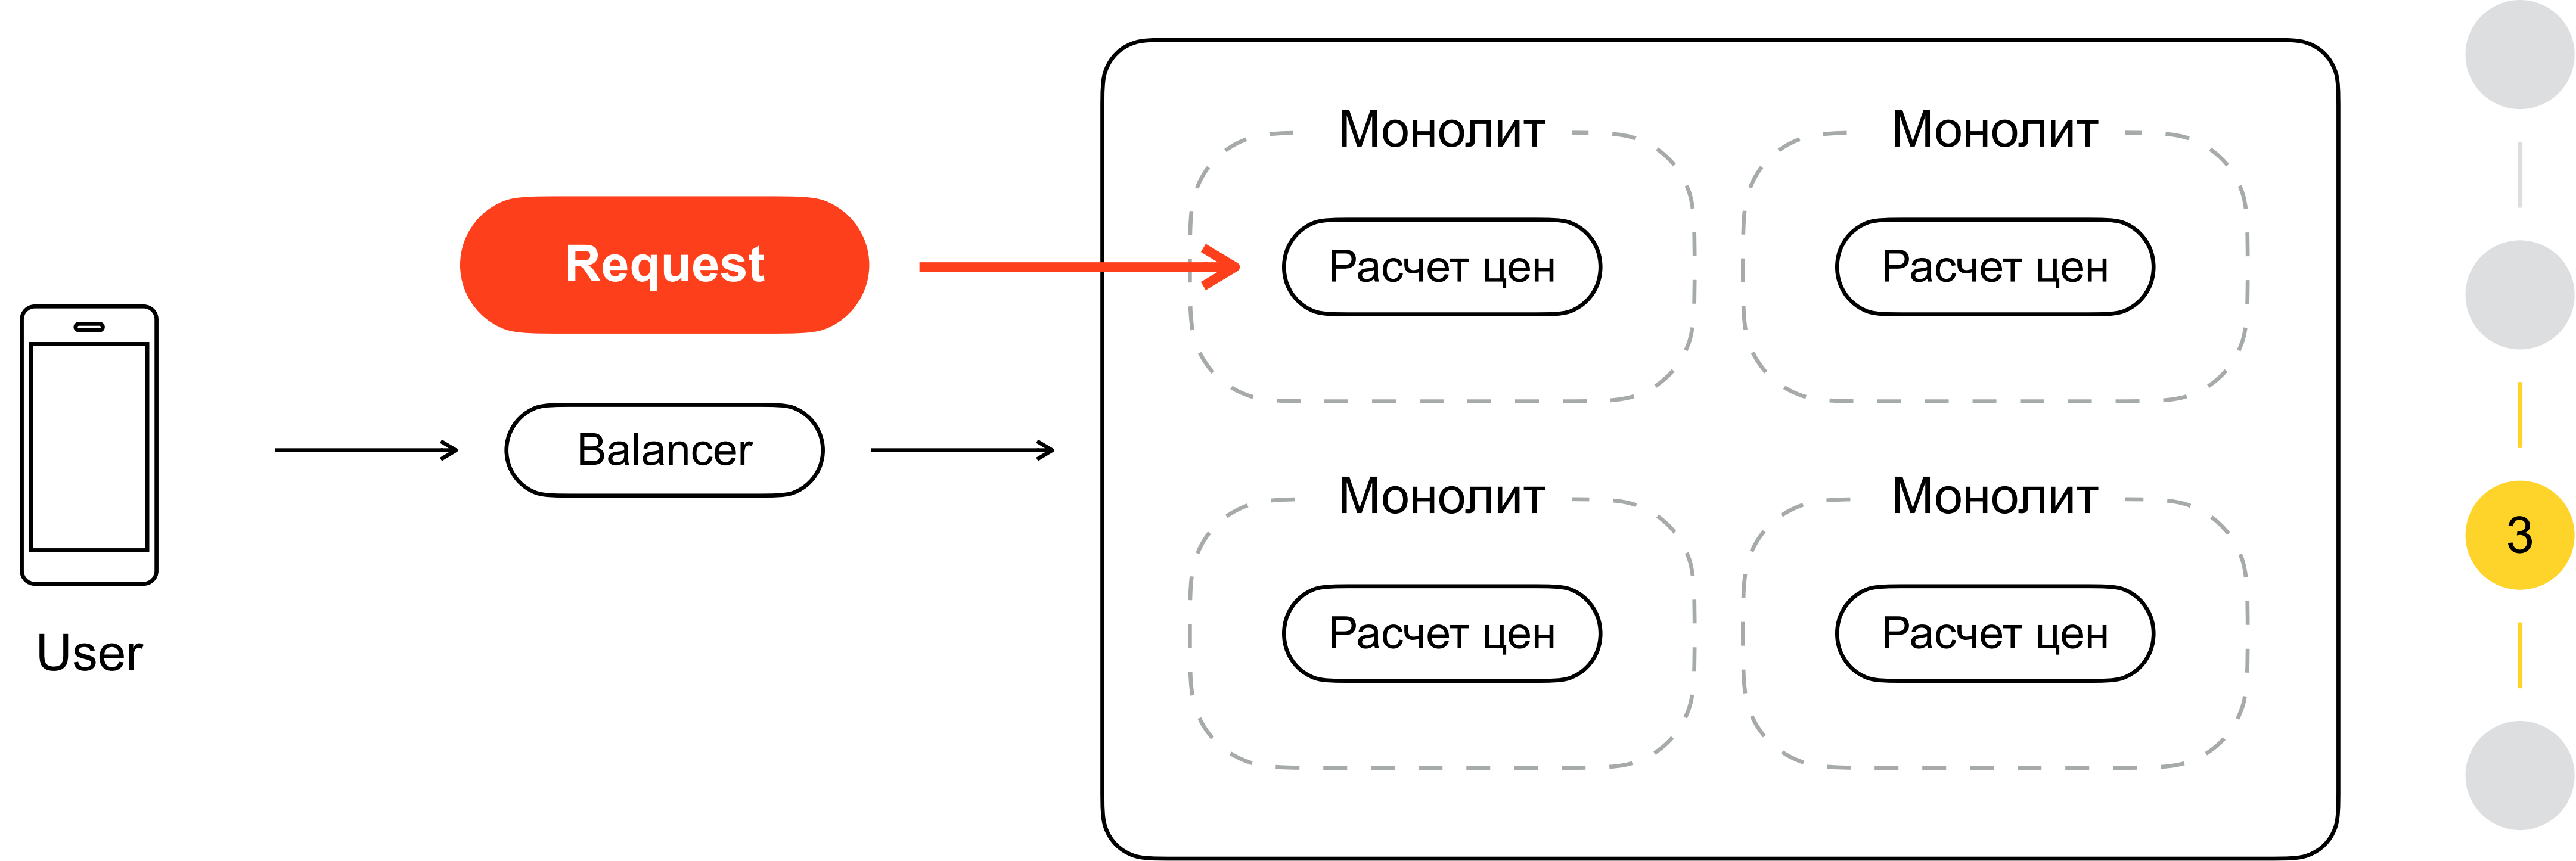 Request
Balancer
User
Монолит
Расчет цен
Монолит
Расчет цен
Монолит
Расчет цен
Монолит
Расчет цен
3